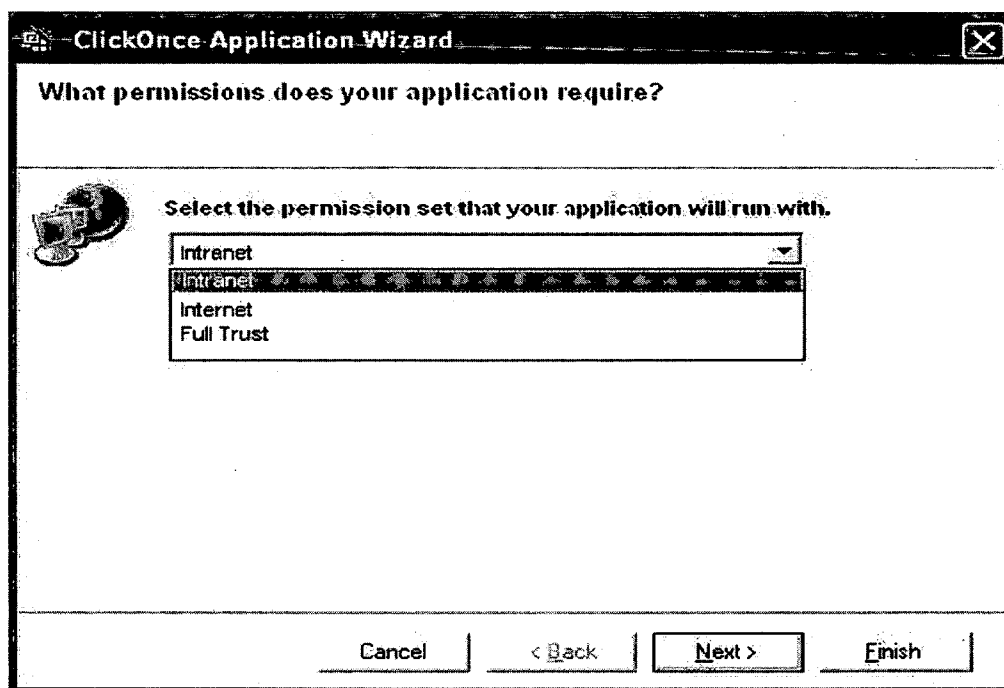 ClickOnce Application Wizard
What permissions does your application require?
Select the permission set that your application will run with.
Intranet
Intranet
Internet
Full Trust
Cancel
< Back
Next >
Finish